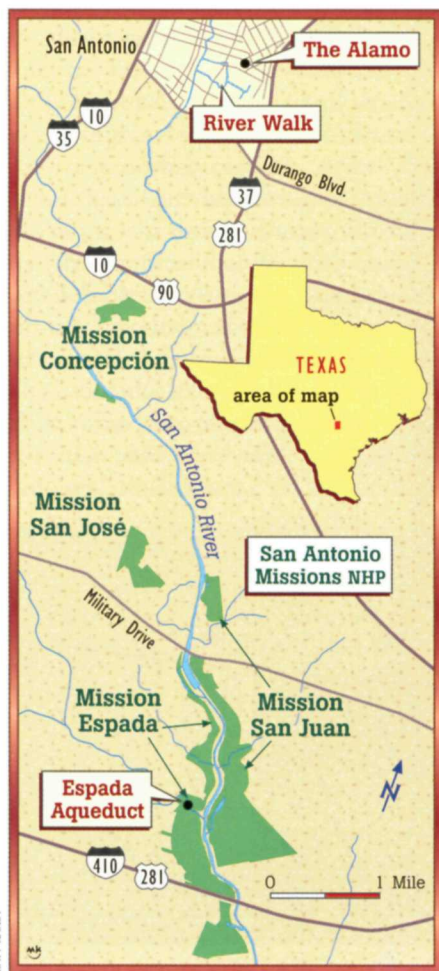 San Antonio
The Alamo
River Walk
10
35
Durango Blvd.
37
281
10
90
Mission
Concepción
TEXAS
area of map
San Antonio River
Mission
San José
San Antonio
Missions NHP
Military Drive
Mission
Espada
Mission
San Juan
Espada
Aqueduct
N
410
281
0 1 Mile